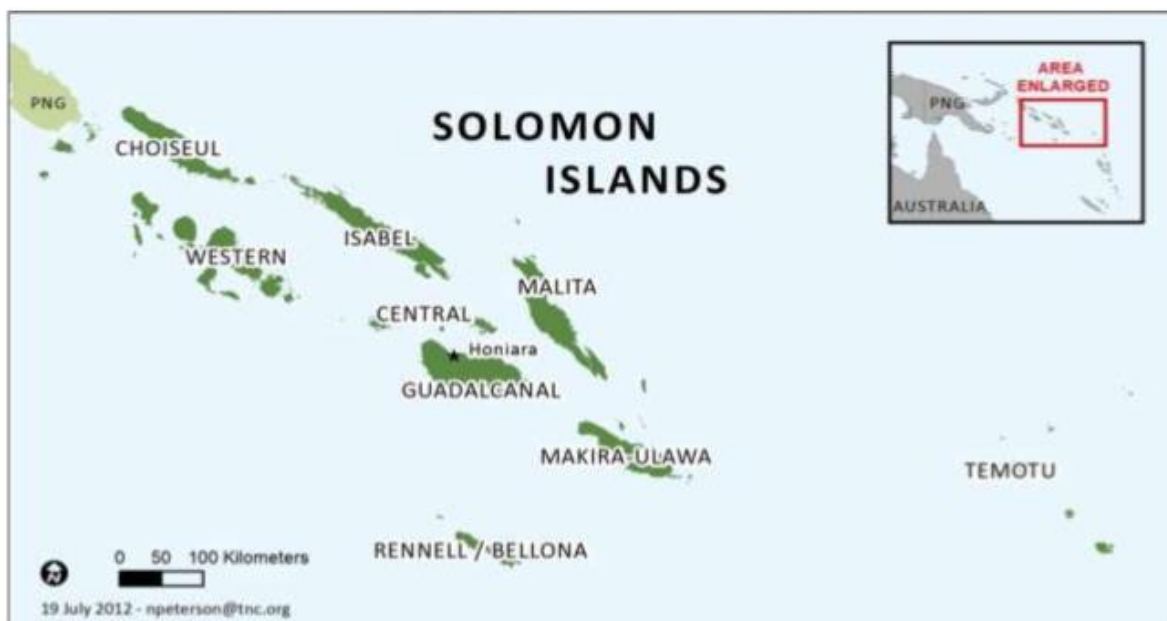 PNG
CHOISEUL
SOLOMON
ISLANDS
AREA
ENLARGED
PNG
AUSTRALIA
ISABEL
WESTERN
MALITA
CENTRAL
Honiara
GUADALCANAL
MAKIRA-ULAWA
TEMOTU
RENNELL / BELLONA
0 50 100 Kilometers
N
19 July 2012 - npeterson@tnc.org